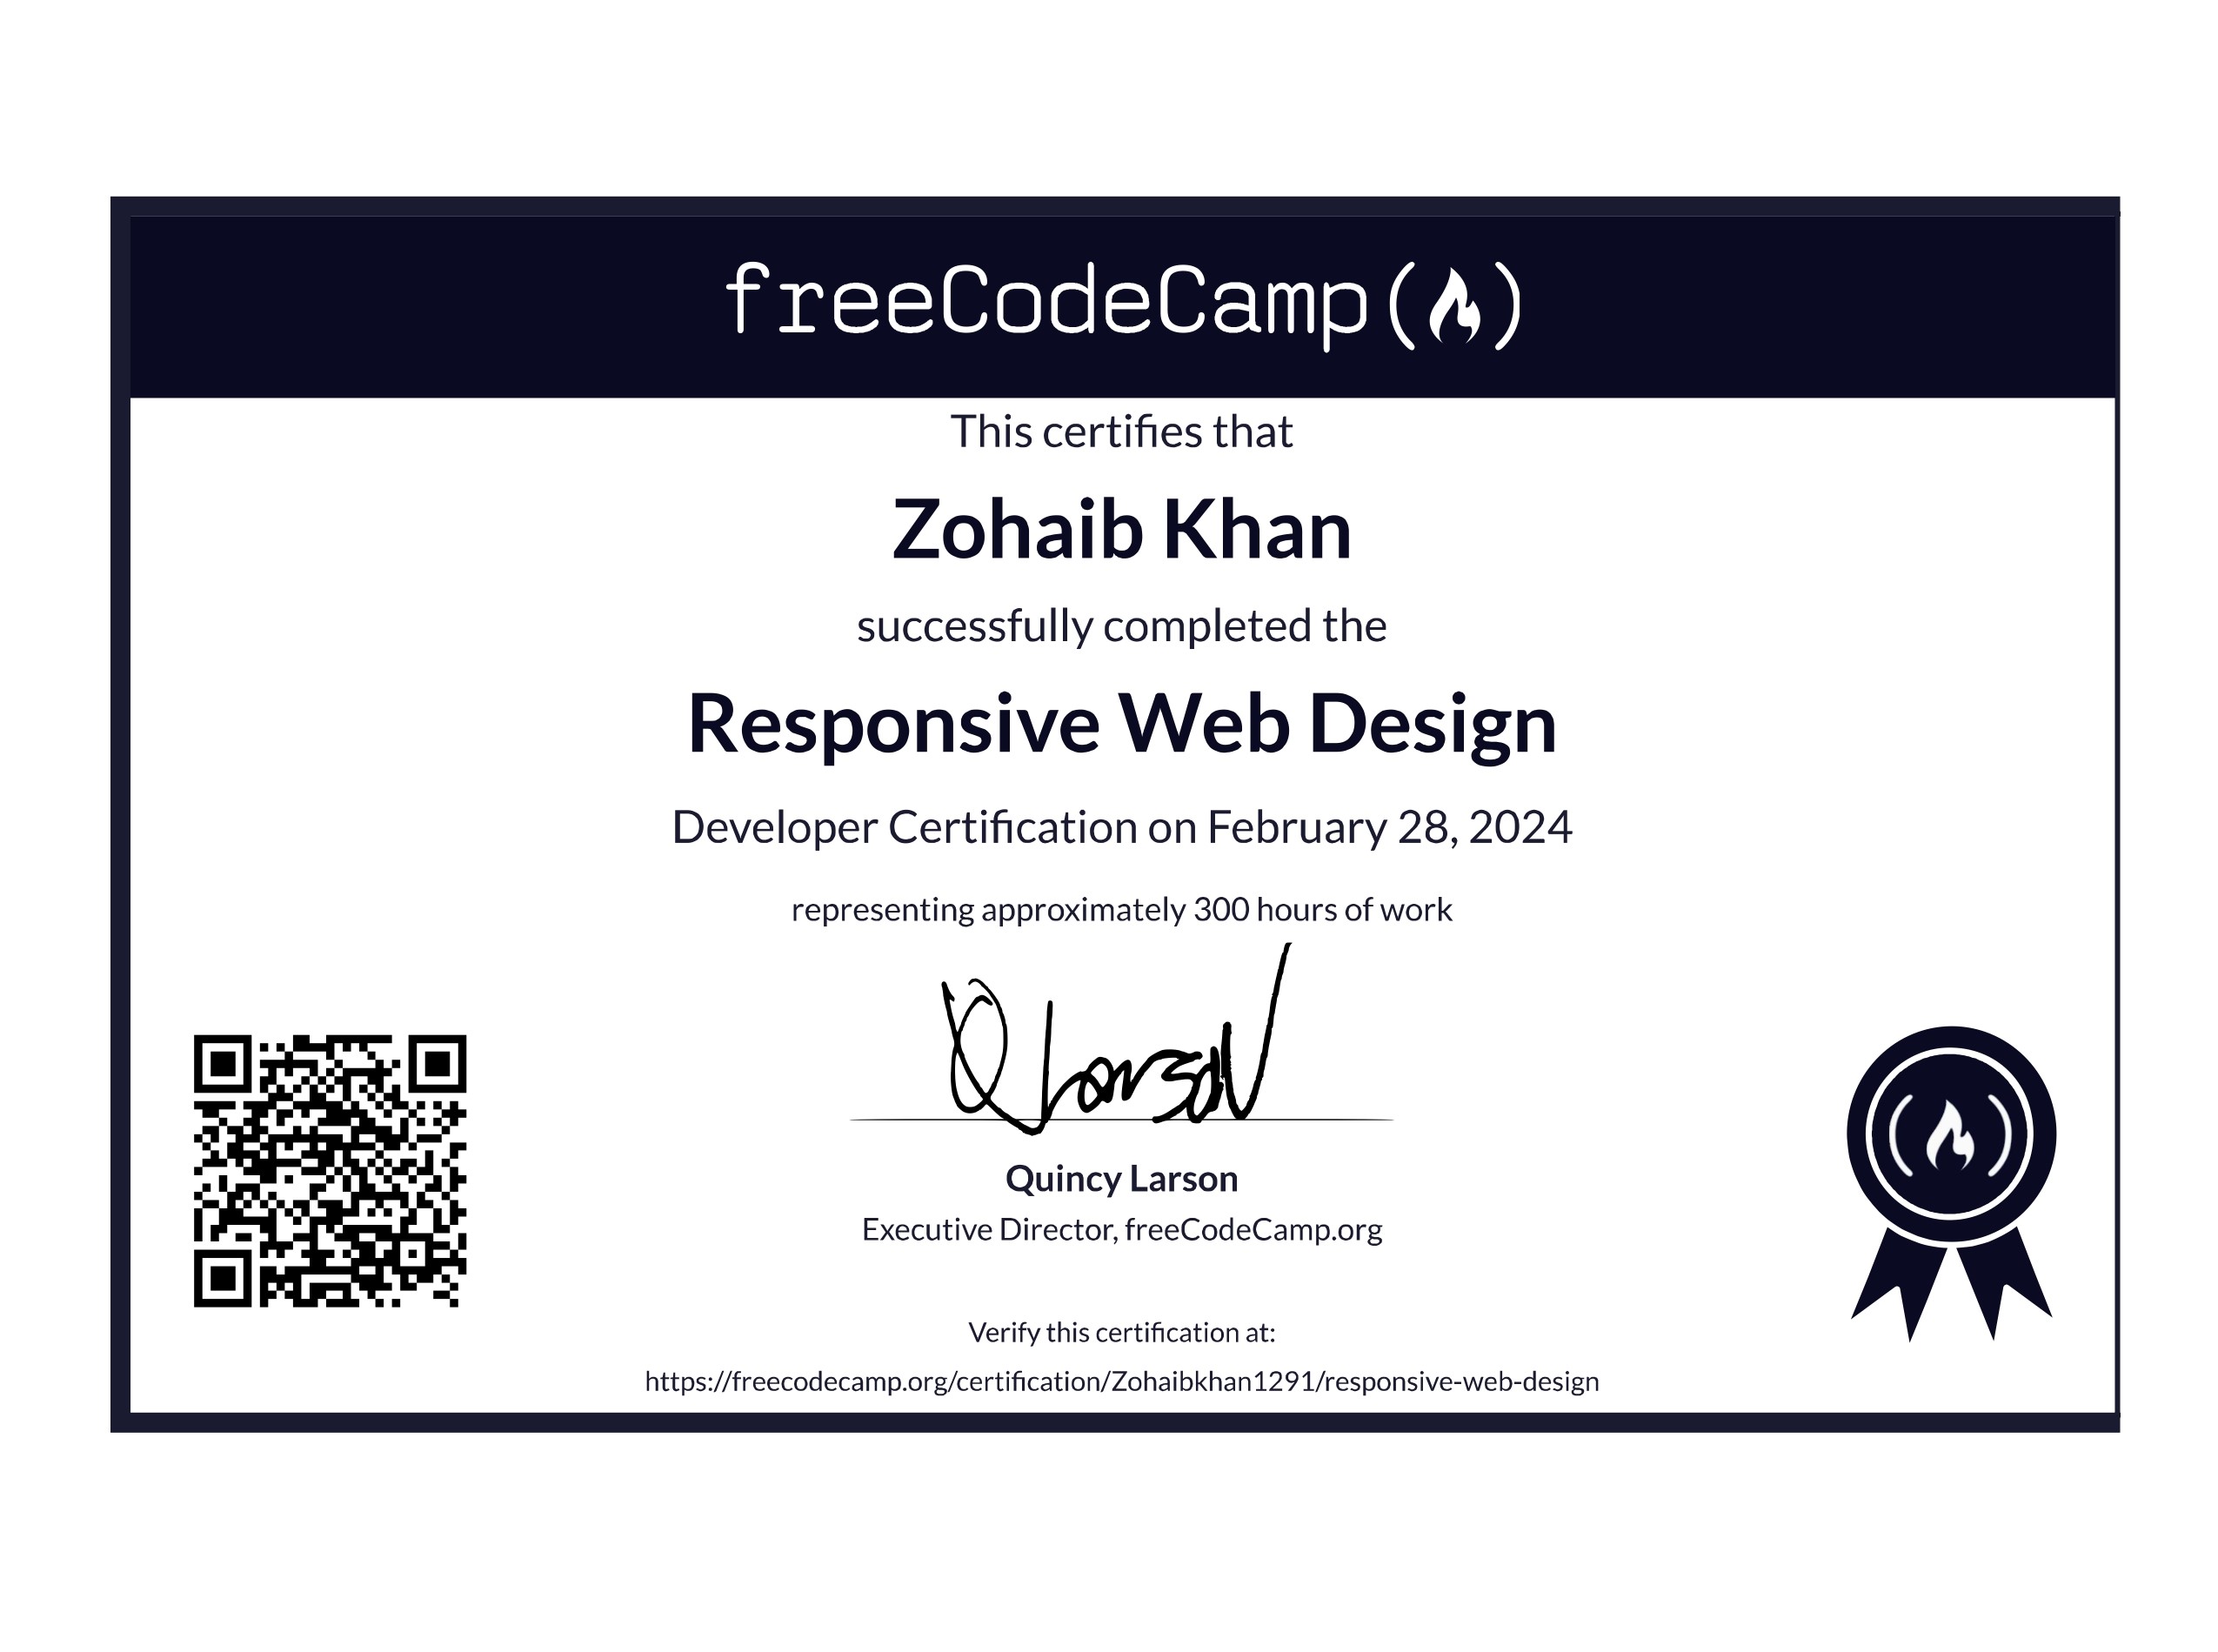 freeCodeCamp(🔥)
This certifies that
Zohaib Khan
successfully completed the
Responsive Web Design
Developer Certification on February 28, 2024
representing approximately 300 hours of work
Quincy Larson
Executive Director, freeCodeCamp.org
Verify this certification at:
https://freecodecamp.org/certification/Zohaibkhan1291/responsive-web-design